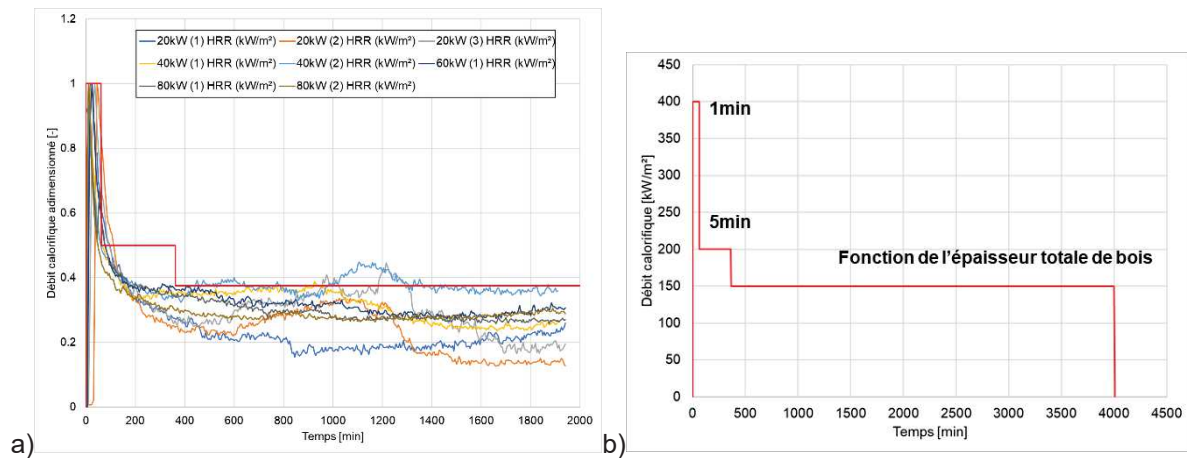 1.2
1
0.8
0.6
0.4
0.2
0
Débit calorifique adimensionné [-]
20kW (1) HRR (kW/m²) 20kW (2) HRR (kW/m²) 20kW (3) HRR (kW/m²)
40kW (1) HRR (kW/m²) 40kW (2) HRR (kW/m²) 60kW (1) HRR (kW/m²)
80kW (1) HRR (kW/m²) 80kW (2) HRR (kW/m²)
0 200 400 600 800 1000 1200 1400 1600 1800 2000
Temps [min]
a)
450
400
350
300
250
200
150
100
50
0
Débit calorifique [kW/m²]
1min
5min
Fonction de l'épaisseur totale de bois
0 500 1000 1500 2000 2500 3000 3500 4000 4500
Temps [min]
b)